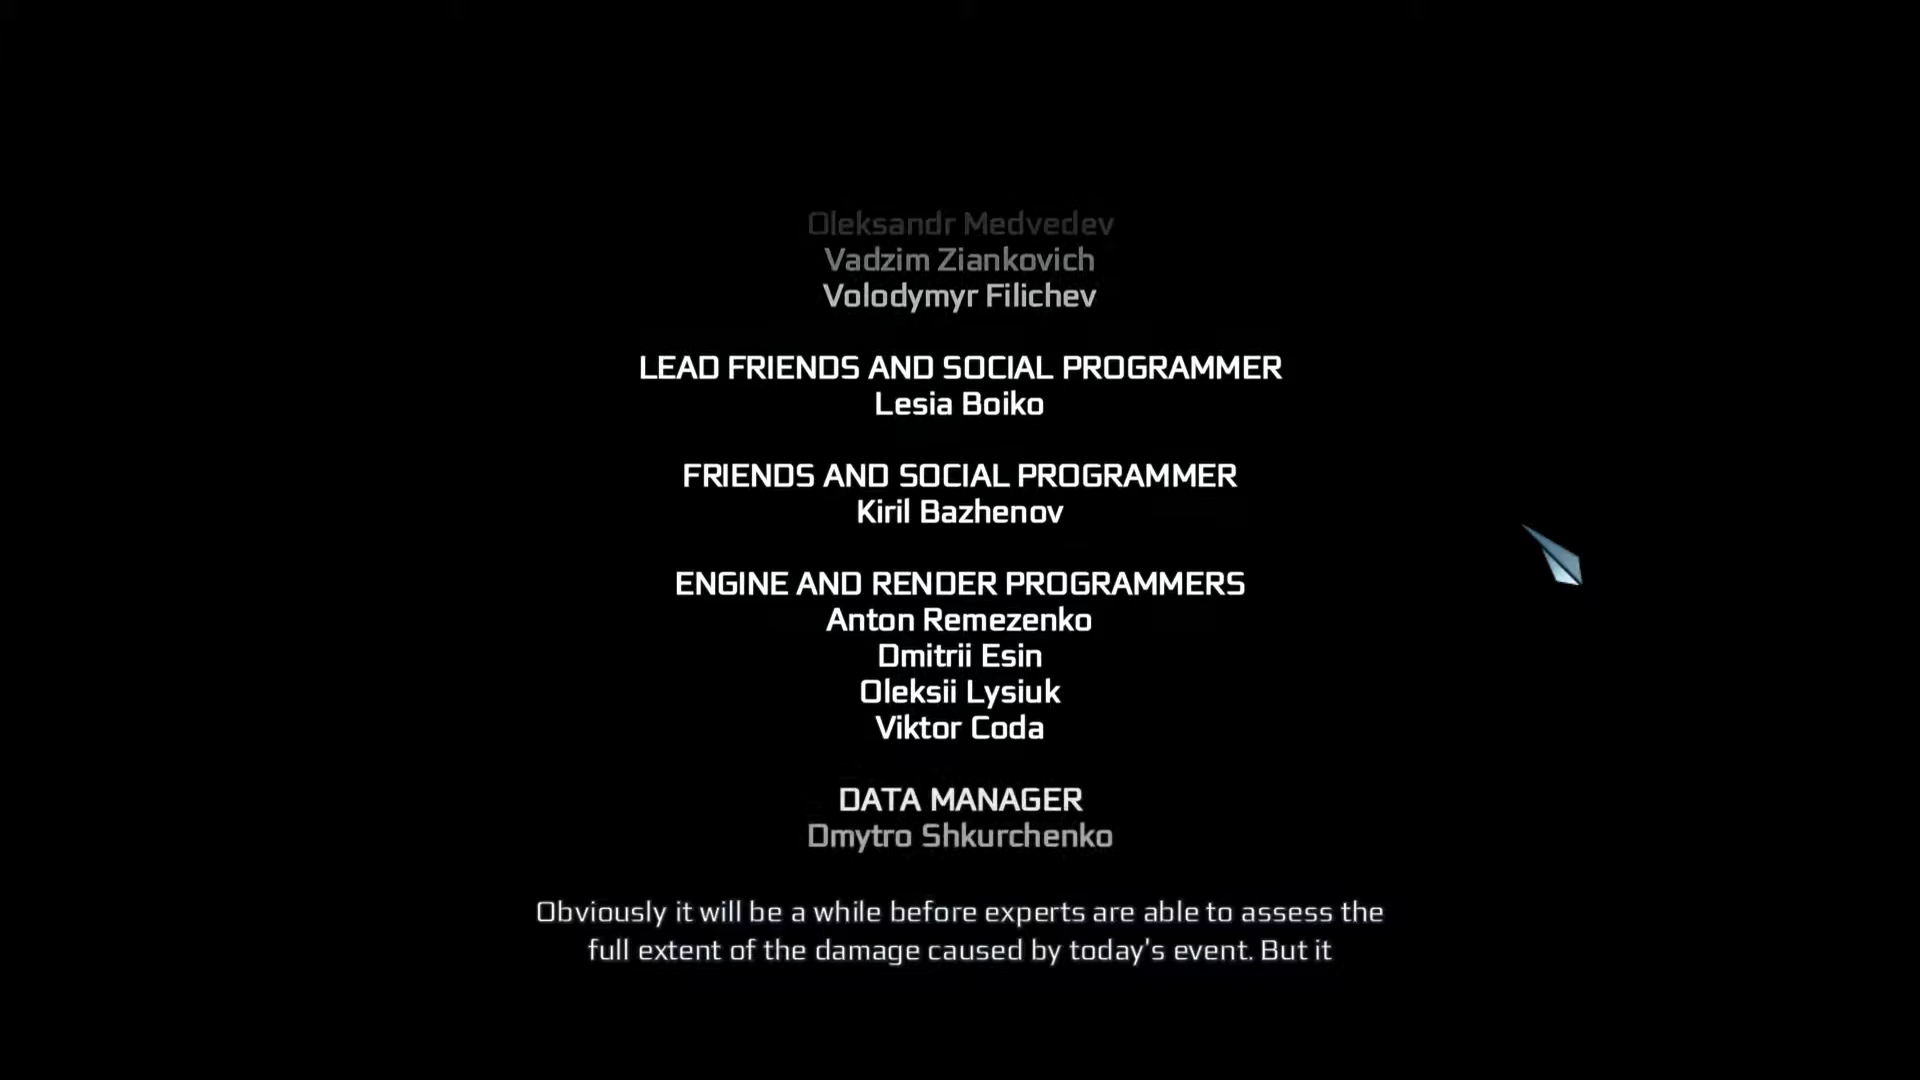 Oleksandr Medvedev
Vadzim Ziankovich
Volodymyr Filichev
LEAD FRIENDS AND SOCIAL PROGRAMMER
Lesia Boiko
FRIENDS AND SOCIAL PROGRAMMER
Kiril Bazhenov
ENGINE AND RENDER PROGRAMMERS
Anton Remezenko
Dmitrii Esin
Oleksii Lysiuk
Viktor Coda
DATA MANAGER
Dmytro Shkurchenko
Obviously it will be a while before experts are able to assess the
full extent of the damage caused by today's event. But it